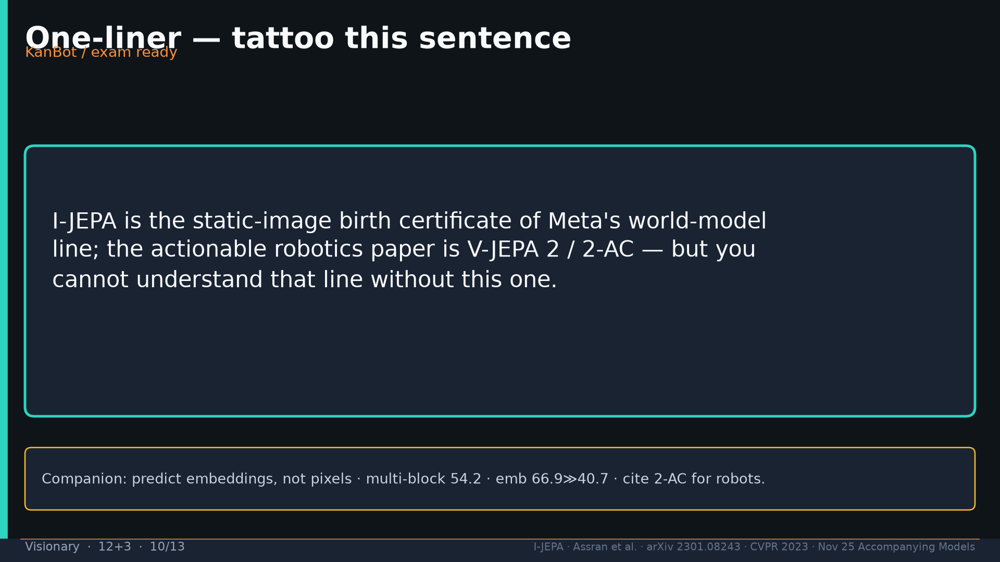 One-liner — tattoo this sentence
KanBot / exam ready
I-JEPA is the static-image birth certificate of Meta's world-model
line; the actionable robotics paper is V-JEPA 2 / 2-AC — but you
cannot understand that line without this one.
Companion: predict embeddings, not pixels · multi-block 54.2 · emb 66.9≫40.7 · cite 2-AC for robots.
Visionary · 12+3 · 10/13
I-JEPA · Assran et al. · arXiv 2301.08243 · CVPR 2023 · Nov 25 Accompanying Models